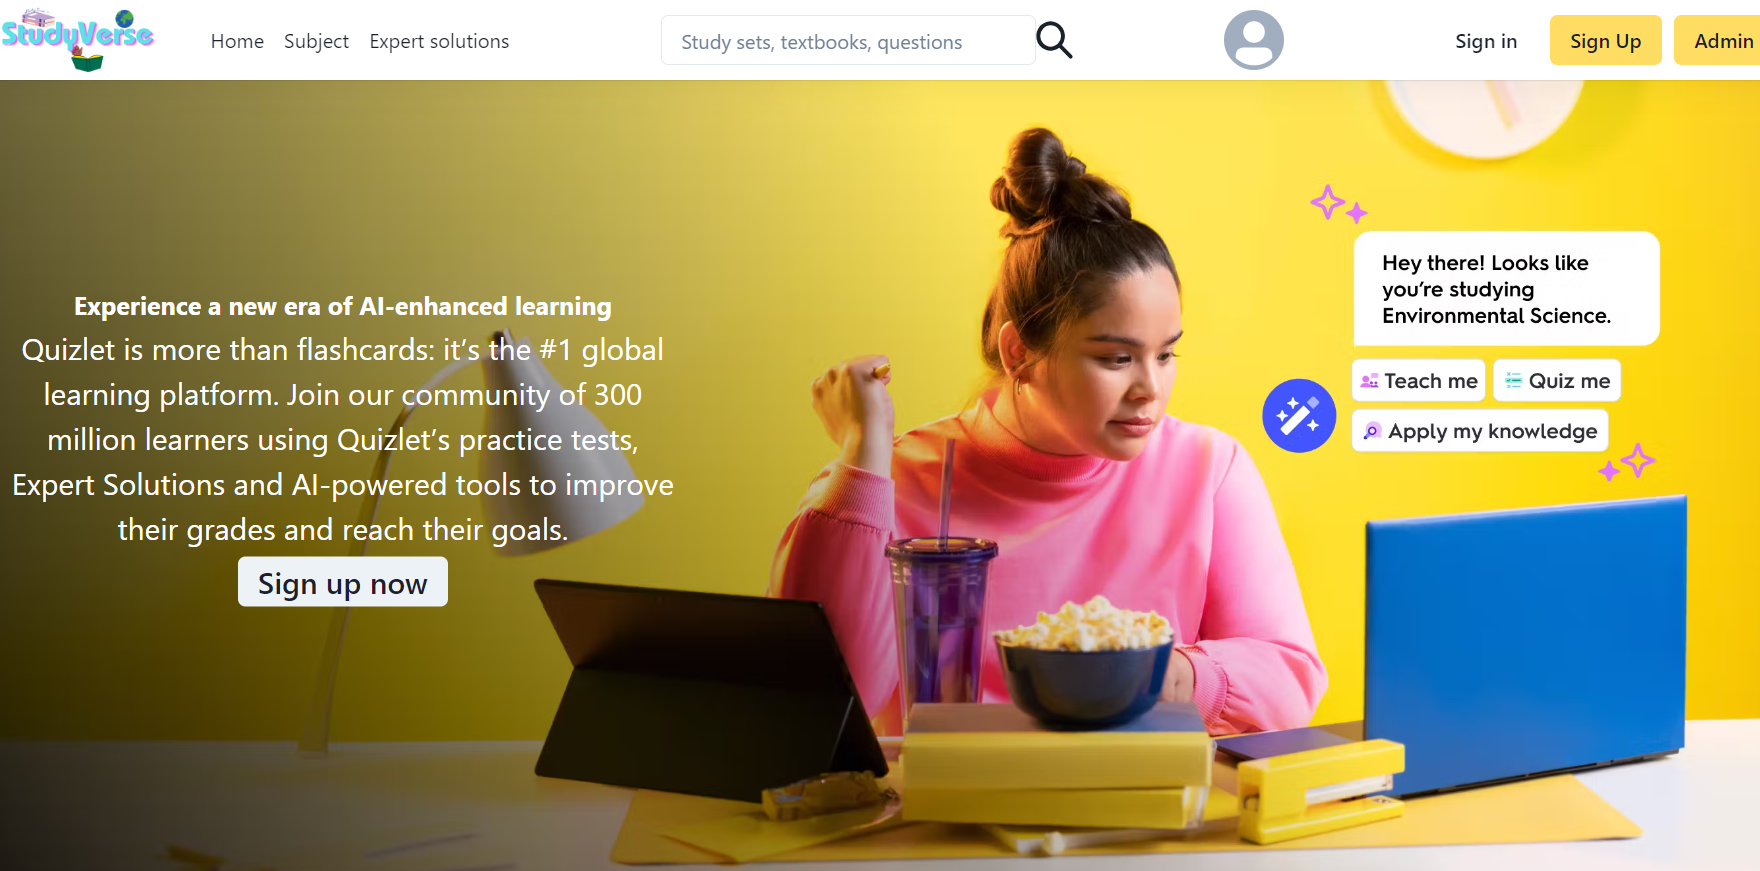 StudyVerse
Home Subject Expert solutions
Study sets, textbooks, questions
Sign in
Sign Up
Admin
Experience a new era of AI-enhanced learning
Quizlet is more than flashcards: it’s the #1 global
learning platform. Join our community of 300
million learners using Quizlet’s practice tests,
Expert Solutions and AI-powered tools to improve
their grades and reach their goals.
Sign up now
Hey there! Looks like
you’re studying
Environmental Science.
Teach me
Quiz me
Apply my knowledge